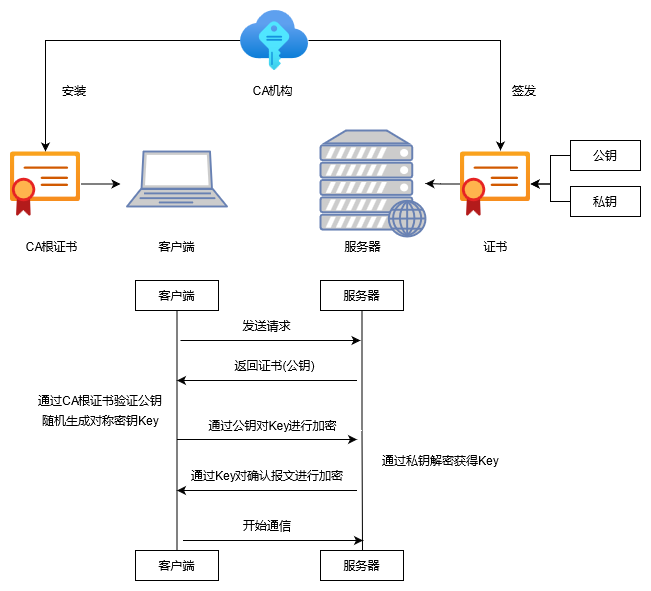 安装
CA机构
签发
公钥
私钥
CA根证书
客户端
服务器
证书
客户端
服务器
发送请求
返回证书(公钥)
通过CA根证书验证公钥
随机生成对称密钥Key
通过公钥对Key进行加密
通过私钥解密获得Key
通过Key对确认报文进行加密
开始通信
客户端
服务器